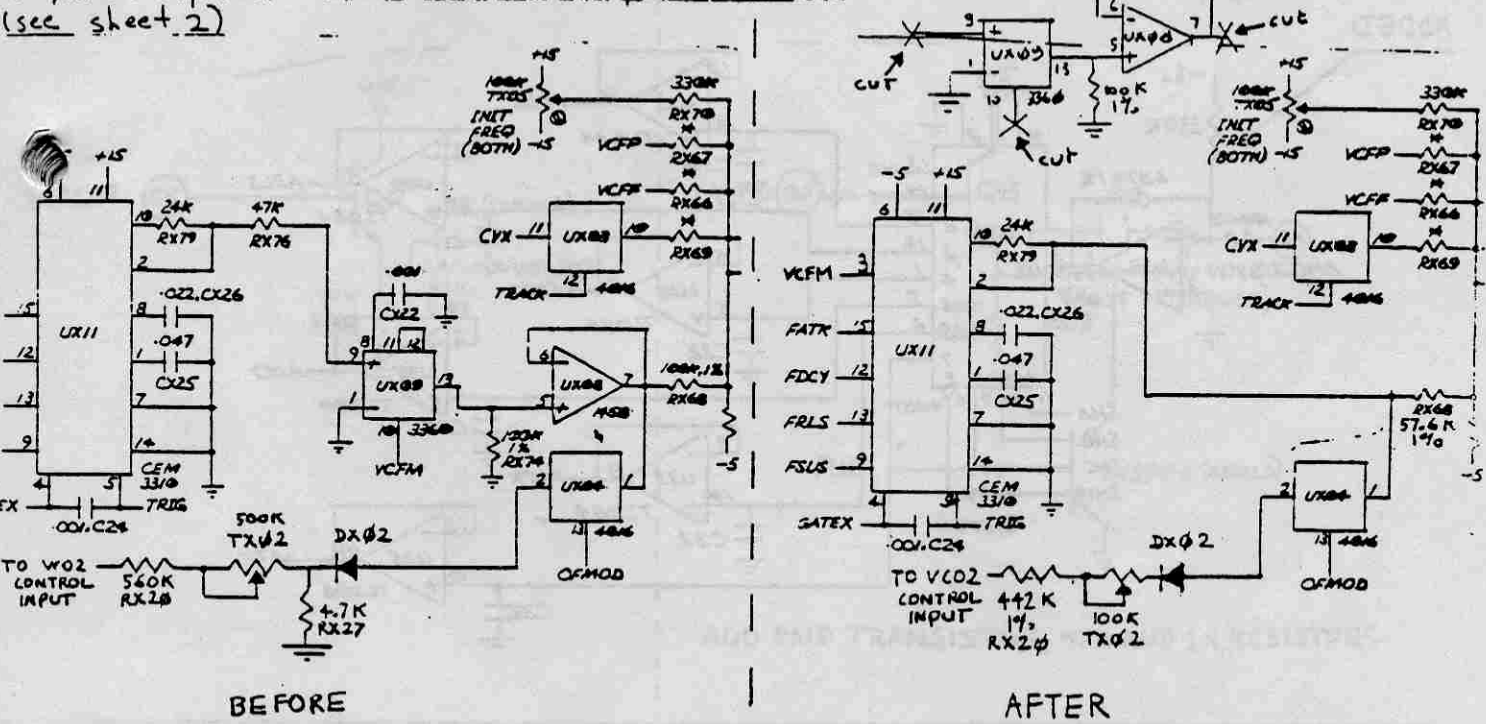 (see sheet 2)
+15
100K
TX05
INIT
FREQ
(BOTH)
-15
330K
RX70
VCFP
*
RX67
VCFF
*
RX66
CYX
11
UX03
10
*
RX69
TRACK
12
4016
6
11
+15
10
24K
RX79
47K
RX76
2
15
UX11
8
.022,CX26
.047
1
CX25
12
13
7
9
14
CEM
3310
4
5
EX
.001,C24
TRIG
.001
CX22
8
11
12
9
+
UX09
13
1
-
10
3360
VCFM
100K
1%
RX74
6
-
UX08
7
5
+
1458
100K,1%
RX68
-5
2
UX04
1
13
4016
OFMOD
TO VCO2
CONTROL
INPUT
560K
RX20
500K
TX02
DX02
4.7K
RX27
BEFORE
cut
9
+
UX09
1
-
13
10
3360
cut
100K
1%
6
-
UX08
7
5
+
cut
+15
100K
TX05
INIT
FREQ
(BOTH)
-15
330K
RX70
VCFP
*
RX67
VCFF
*
RX66
CYX
11
UX03
10
*
RX69
TRACK
12
4016
-5
+15
6
11
10
24K
RX79
VCFM
3
2
8
.022,CX26
FATK
15
UX11
.047
FDCY
12
1
CX25
FRLS
13
7
FSUS
9
14
CEM
3310
4
5
GATEX
.001,C24
TRIG
RX68
57.6K
1%
-5
2
UX04
1
13
4016
OFMOD
TO VCO2
CONTROL
INPUT
442K
1%
RX20
100K
TX02
DX02
AFTER